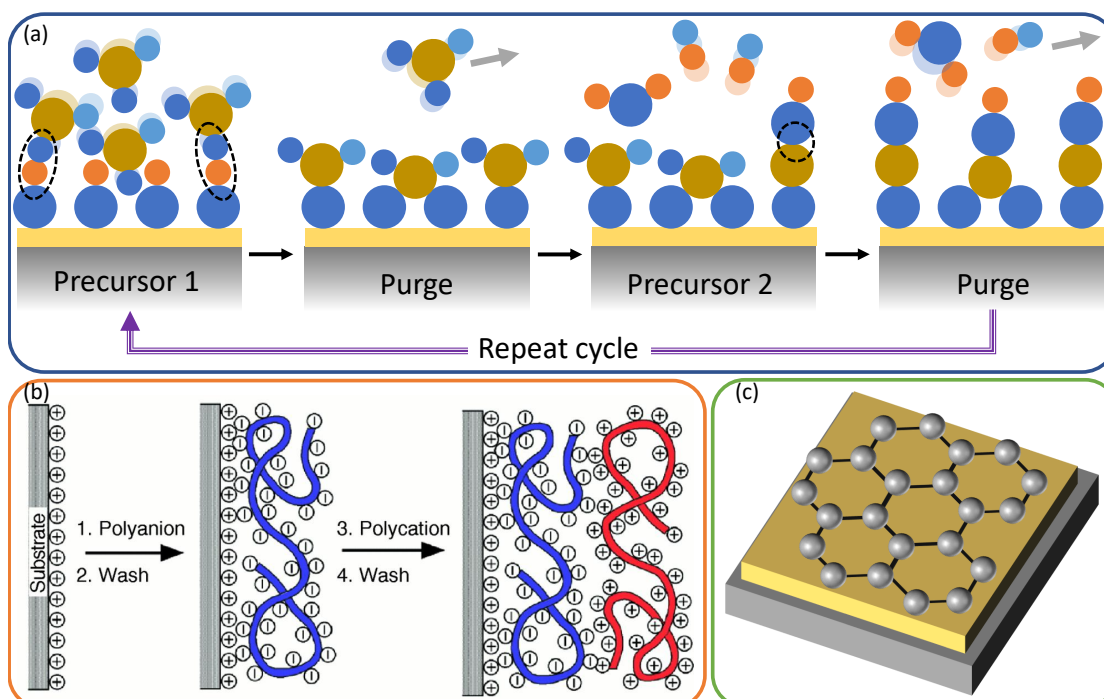 (a)
Precursor 1
Purge
Precursor 2
Purge
Repeat cycle
(b)
Substrate
1. Polyanion
2. Wash
3. Polycation
4. Wash
(c)